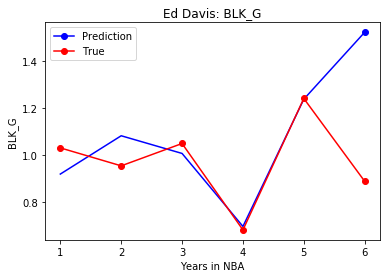 Ed Davis: BLK_G
Prediction
True
BLK_G
1.4
1.2
1.0
0.8
1 2 3 4 5 6
Years in NBA